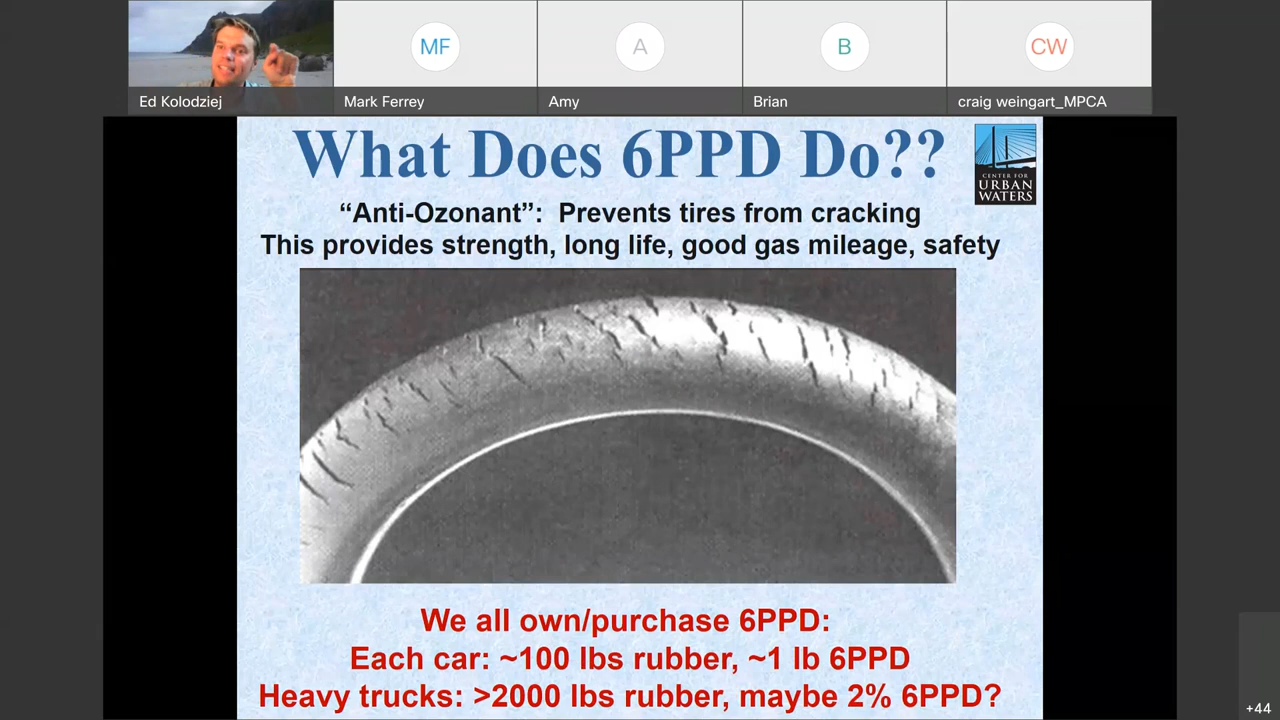 MF
A
B
CW
Ed Kolodziej
Mark Ferrey
Amy
Brian
craig weingart_MPCA
What Does 6PPD Do??
CENTER FOR
URBAN
WATERS
“Anti-Ozonant”:  Prevents tires from cracking
This provides strength, long life, good gas mileage, safety
We all own/purchase 6PPD:
Each car: ~100 lbs rubber, ~1 lb 6PPD
Heavy trucks: >2000 lbs rubber, maybe 2% 6PPD?
+44